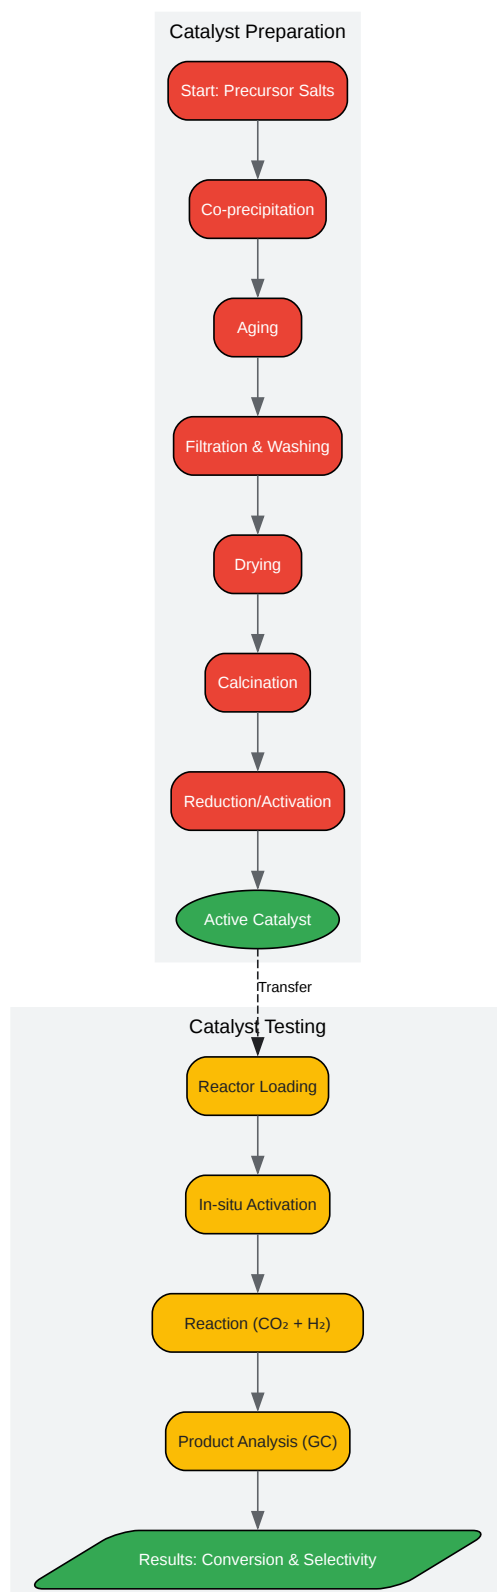 Catalyst Preparation
Start: Precursor Salts
Co-precipitation
Aging
Filtration & Washing
Drying
Calcination
Reduction/Activation
Active Catalyst
Transfer
Catalyst Testing
Reactor Loading
In-situ Activation
Reaction (CO₂ + H₂)
Product Analysis (GC)
Results: Conversion & Selectivity